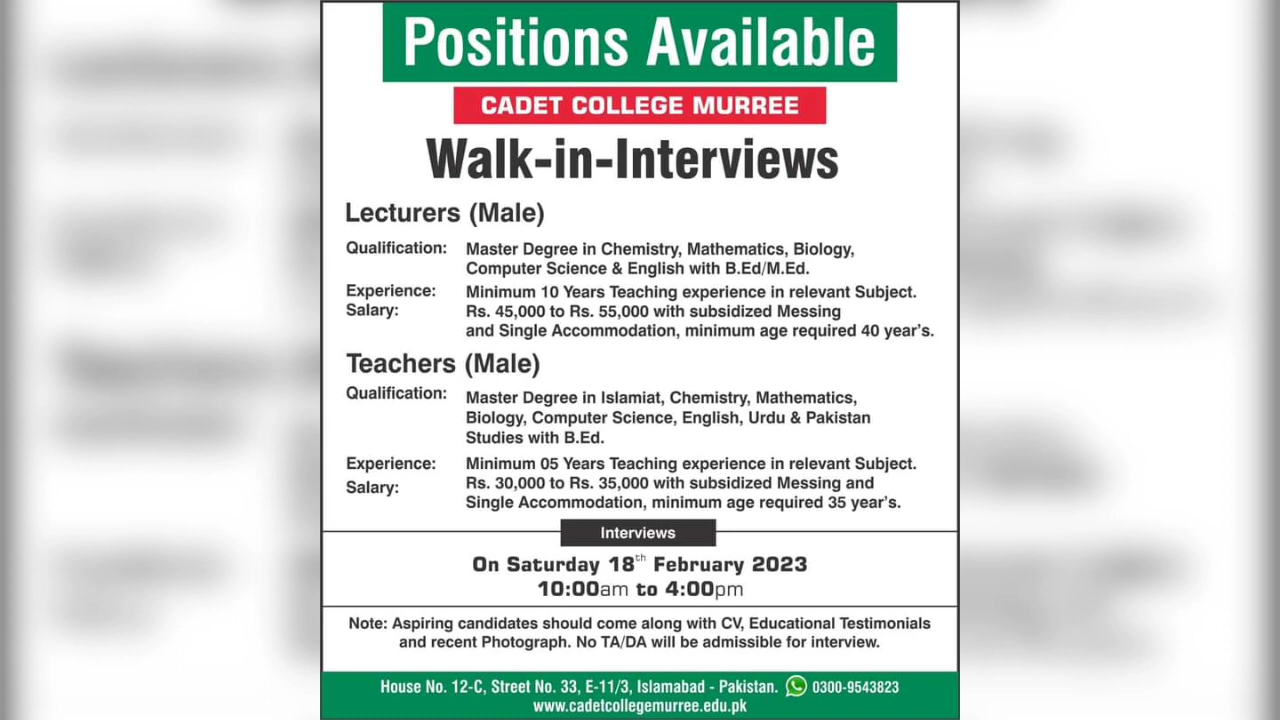 Positions Available
CADET COLLEGE MURREE
Walk-in-Interviews
Lecturers (Male)
Qualification: Master Degree in Chemistry, Mathematics, Biology,
Computer Science & English with B.Ed/M.Ed.
Experience: Minimum 10 Years Teaching experience in relevant Subject.
Salary: Rs. 45,000 to Rs. 55,000 with subsidized Messing
and Single Accommodation, minimum age required 40 year's.
Teachers (Male)
Qualification: Master Degree in Islamiat, Chemistry, Mathematics,
Biology, Computer Science, English, Urdu & Pakistan
Studies with B.Ed.
Experience: Minimum 05 Years Teaching experience in relevant Subject.
Salary: Rs. 30,000 to Rs. 35,000 with subsidized Messing and
Single Accommodation, minimum age required 35 year's.
Interviews
On Saturday 18th February 2023
10:00am to 4:00pm
Note: Aspiring candidates should come along with CV, Educational Testimonials
and recent Photograph. No TA/DA will be admissible for interview.
House No. 12-C, Street No. 33, E-11/3, Islamabad - Pakistan. 0300-9543823
www.cadetcollegemurree.edu.pk